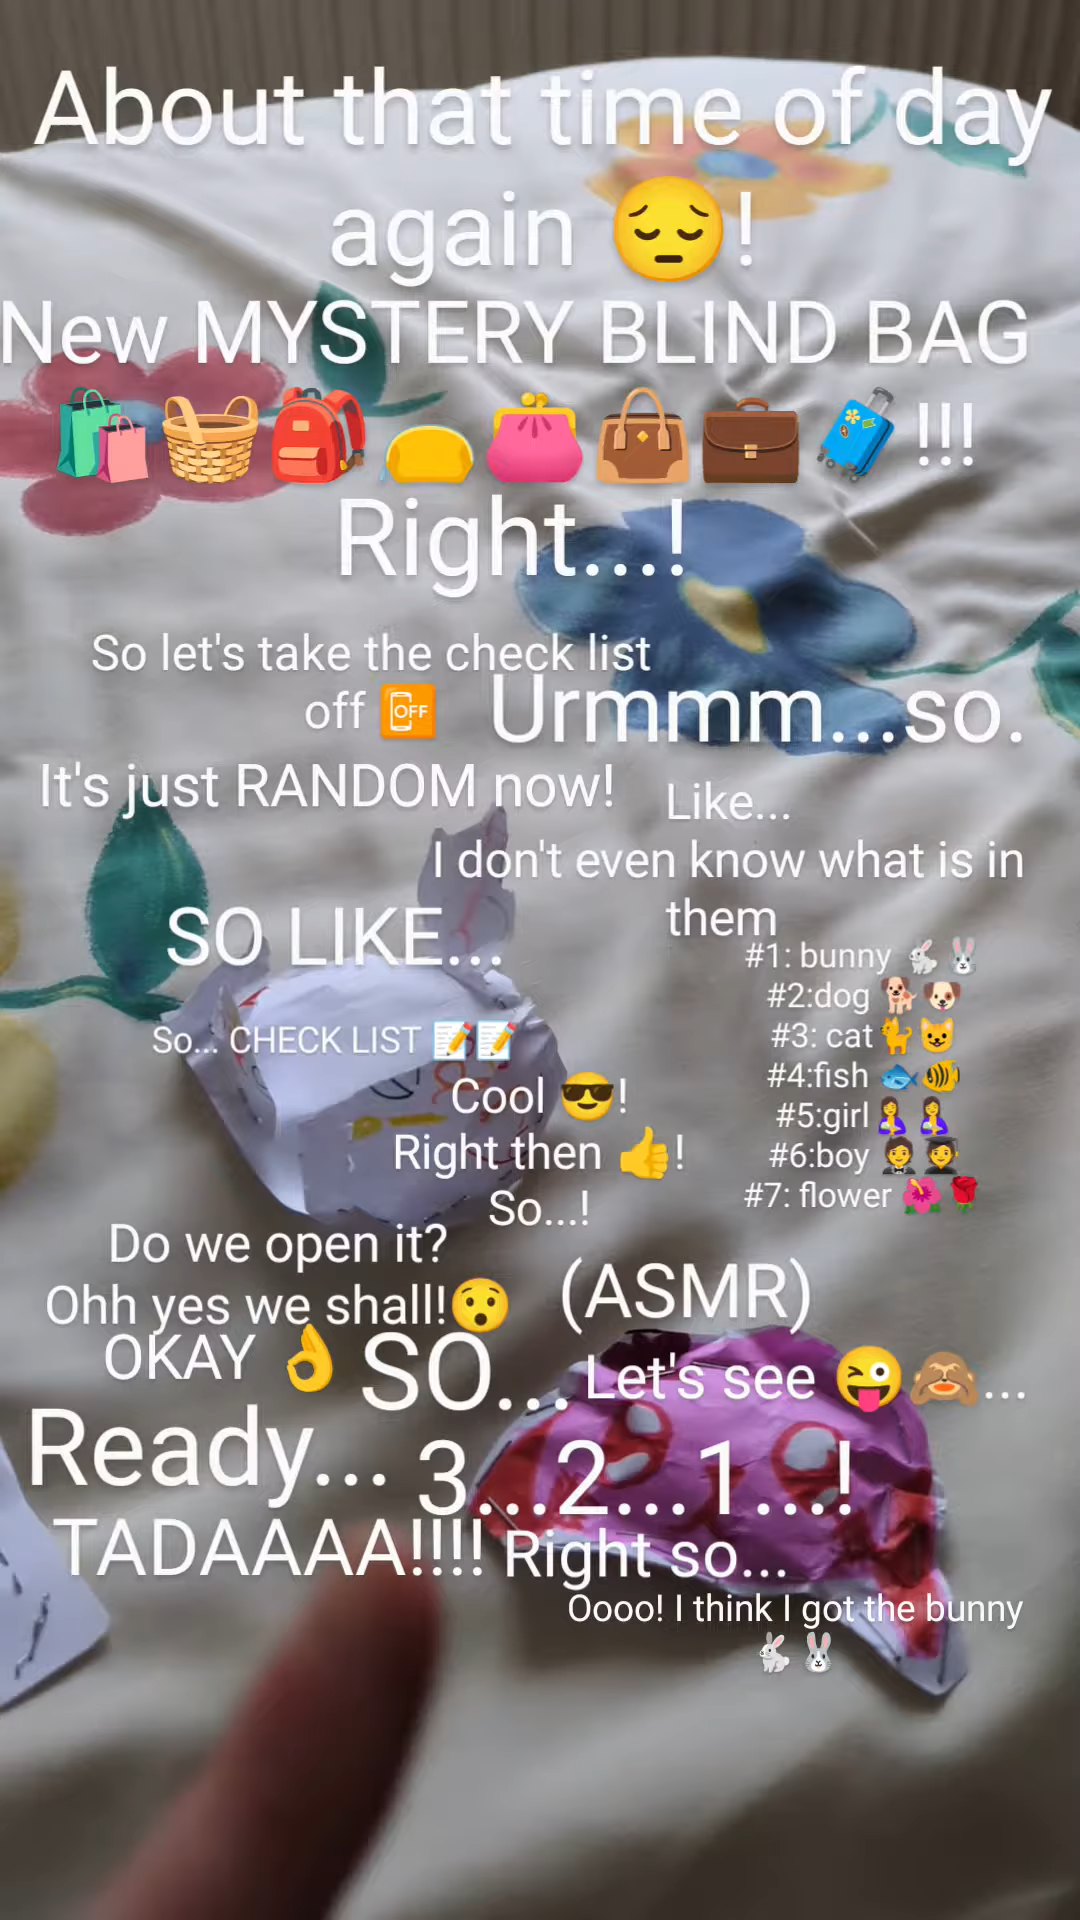 About that time of day
again 😔!
New MYSTERY BLIND BAG
🛍️🧺🎒👝👛👜💼🧳!!!
Right...!
So let's take the check list
off 📴
Urmmm...so.
It's just RANDOM now!
Like...
I don't even know what is in
them
SO LIKE...
So... CHECK LIST 📝📝
#1: bunny 🐇🐰
#2:dog 🐕🐶
#3: cat🐈😺
#4:fish 🐟🐠
#5:girl🤱🤱
#6:boy 🤵🧑‍🎓
#7: flower 🌺🌹
Cool 😎!
Right then 👍!
So...!
Do we open it?
Ohh yes we shall!😯
(ASMR)
OKAY 👌
SO...
Let's see 😜🙈...
Ready...
3...2...1...!
TADAAAA!!!!
Right so...
Oooo! I think I got the bunny
🐇🐰